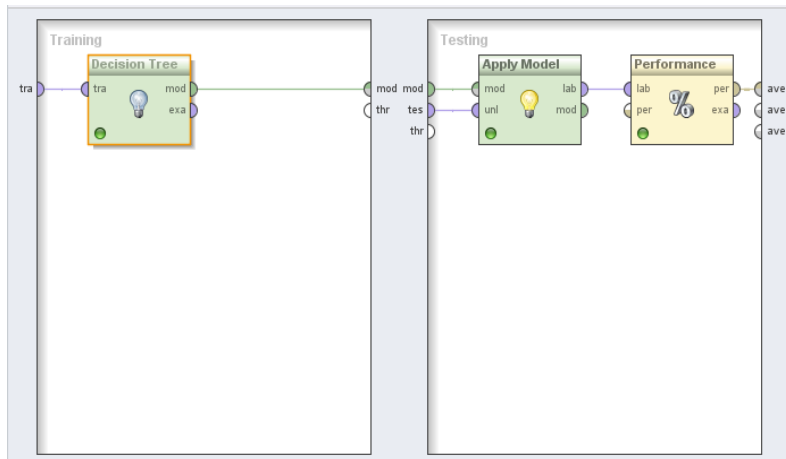 Training
Testing
Decision Tree
Apply Model
Performance
tra
tra
mod
mod
mod
mod
lab
lab
per
ave
exa
thr
tes
unl
mod
per
exa
ave
thr
ave
%